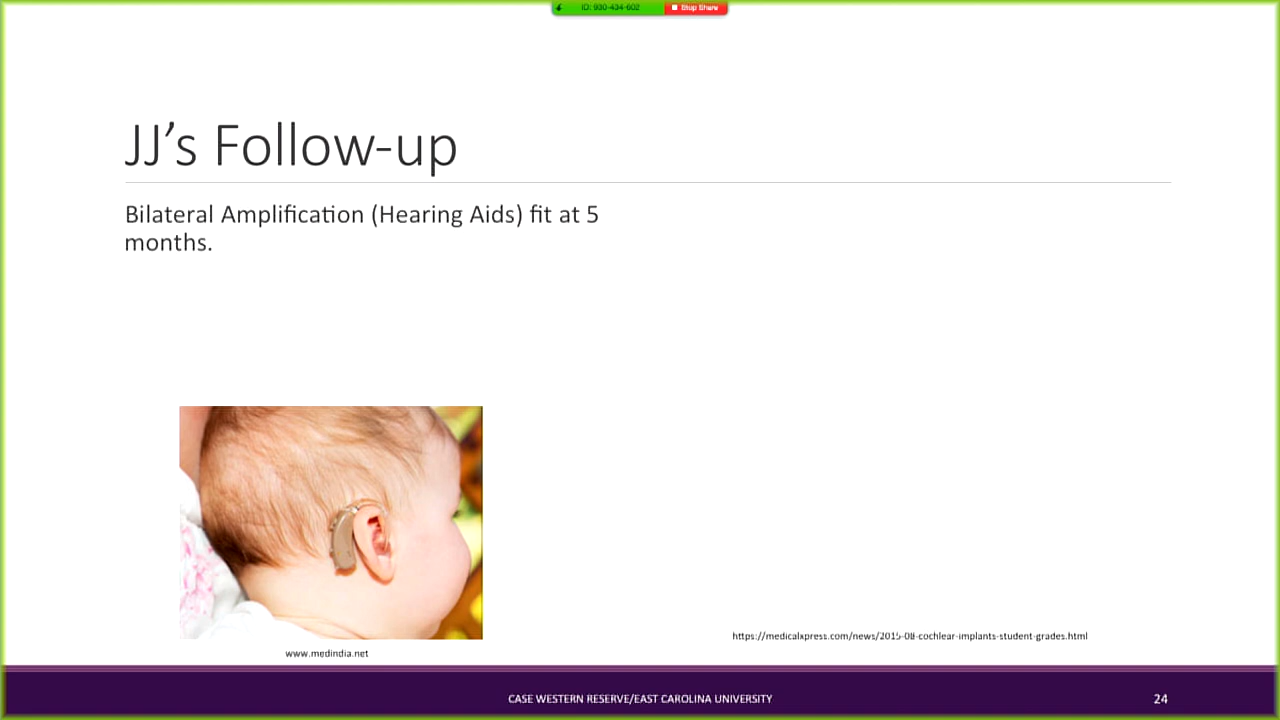 ID: 930-434-602
Stop Share
JJ's Follow-up
Bilateral Amplification (Hearing Aids) fit at 5
months.
https://medicalxpress.com/news/2015-08-cochlear-implants-student-grades.html
www.medindia.net
CASE WESTERN RESERVE/EAST CAROLINA UNIVERSITY
24